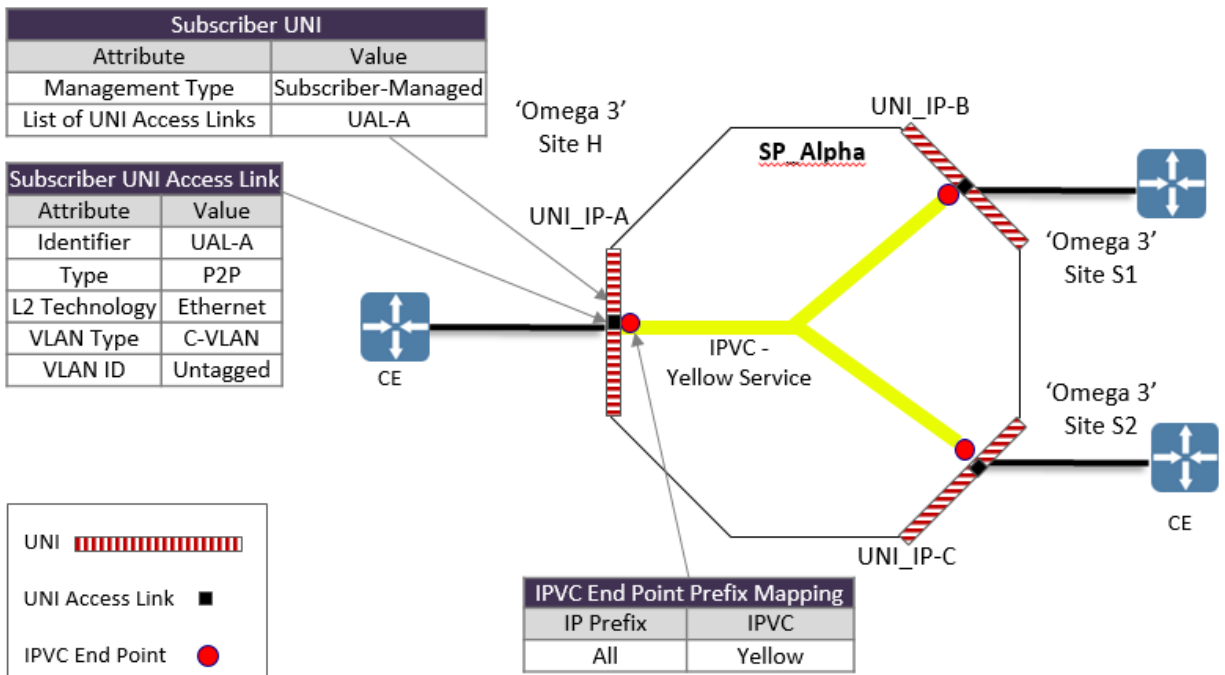 Subscriber UNI
Attribute Value
Management Type Subscriber-Managed
List of UNI Access Links UAL-A
Subscriber UNI Access Link
Attribute Value
Identifier UAL-A
Type P2P
L2 Technology Ethernet
VLAN Type C-VLAN
VLAN ID Untagged
'Omega 3'
Site H
UNI_IP-A
CE
SP_Alpha
UNI_IP-B
'Omega 3'
Site S1
IPVC -
Yellow Service
'Omega 3'
Site S2
CE
UNI_IP-C
UNI
UNI Access Link
IPVC End Point
IPVC End Point Prefix Mapping
IP Prefix IPVC
All Yellow